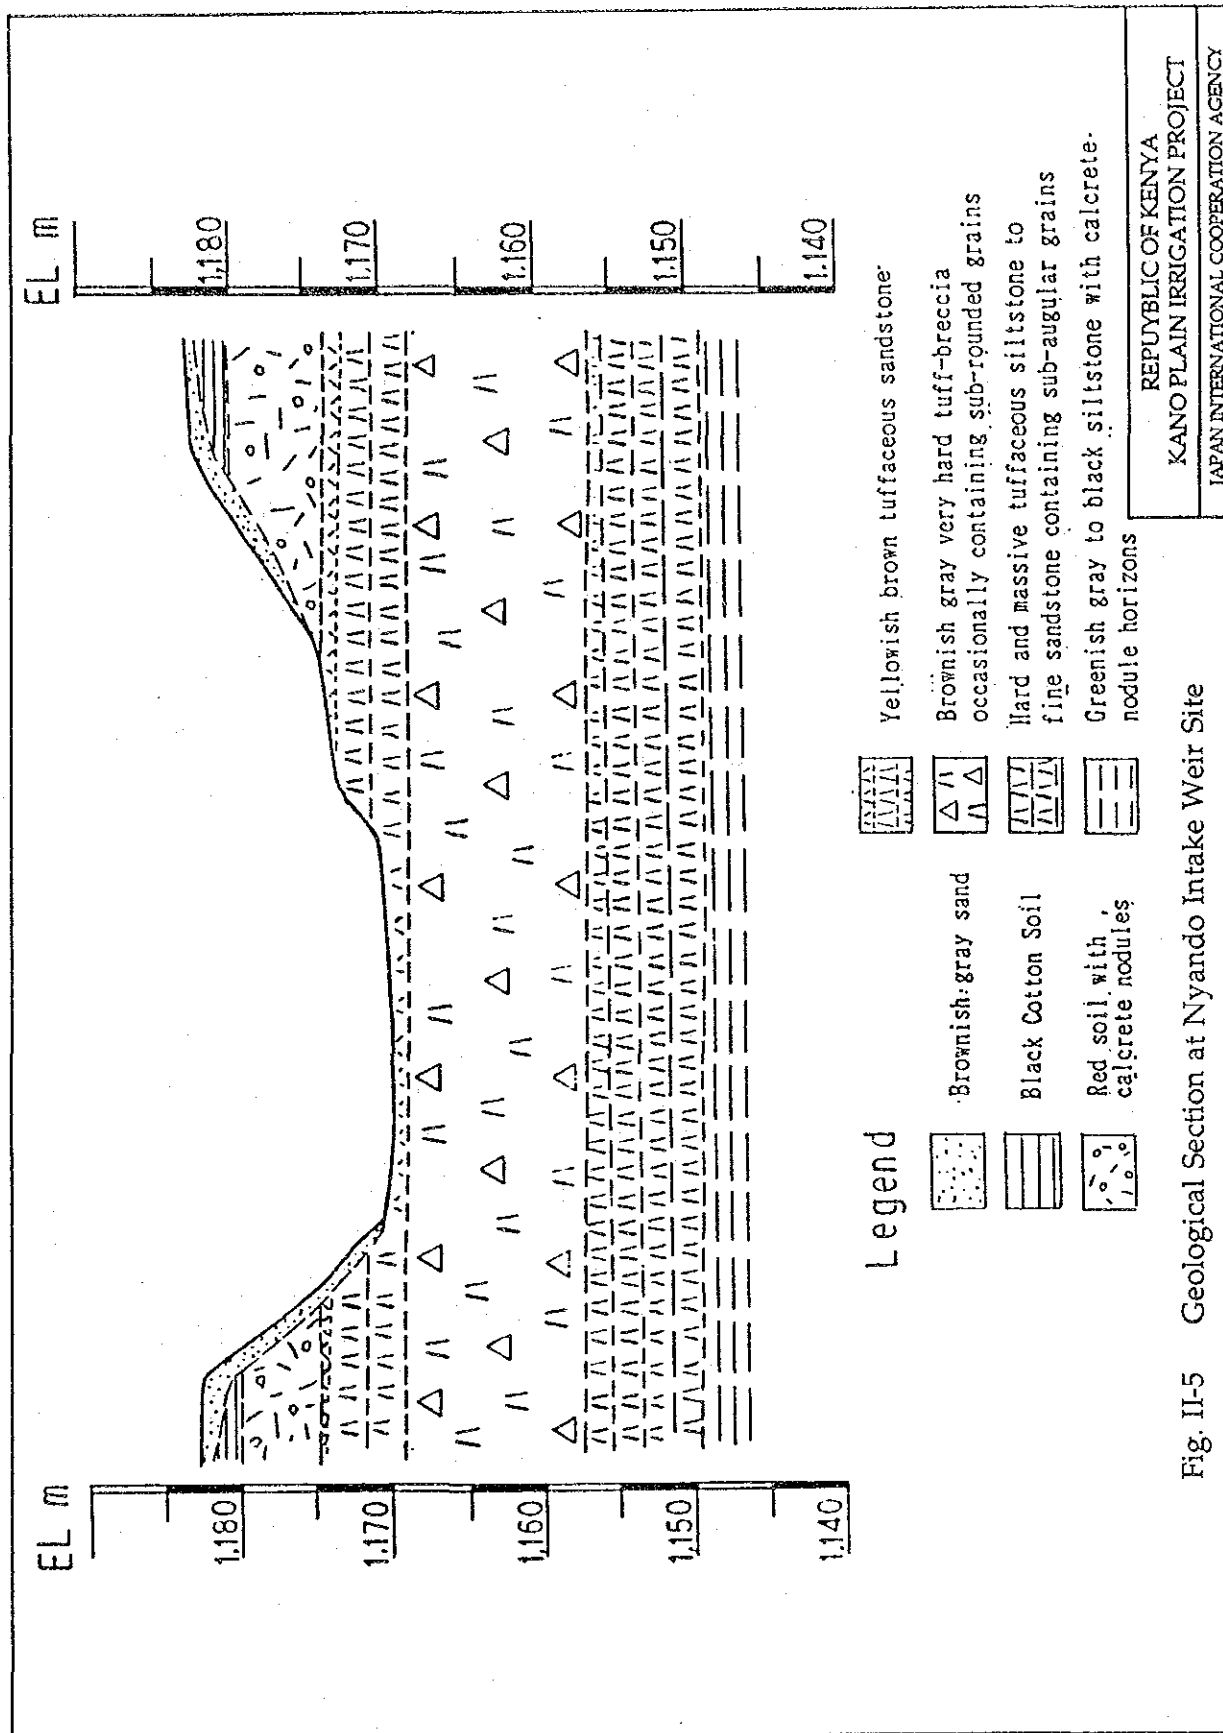 EL m
1,180
1,170
1,160
1,150
1,140
EL m
1,180
1,170
1,160
1,150
1,140
Legend
Brownish gray sand
Black Cotton Soil
Red soil with
calcrete nodules
Yellowish brown tuffaceous sandstone
Brownish gray very hard tuff-breccia
occasionally containing sub-rounded grains
Hard and massive tuffaceous siltstone to
fine sandstone containing sub-augular grains
Greenish gray to black siltstone with calcrete-
nodule horizons
Fig. II-5 Geological Section at Nyando Intake Weir Site
REPUYBLIC OF KENYA
KANO PLAIN IRRIGATION PROJECT
JAPAN INTERNATIONAL COOPERATION AGENCY